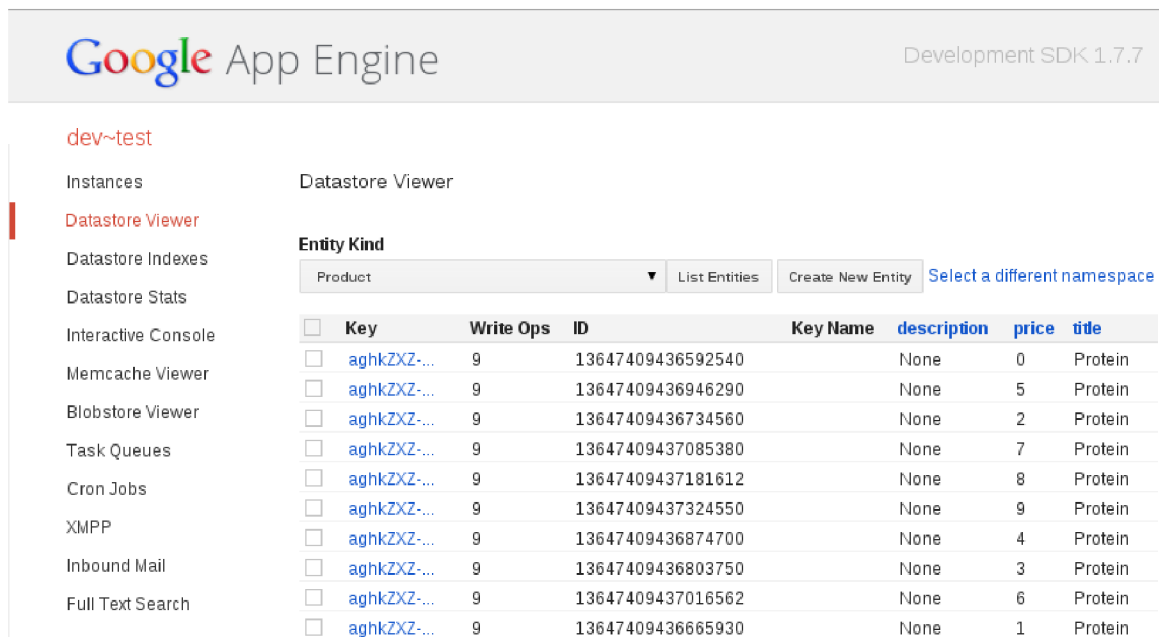 Google App Engine
Development SDK 1.7.7
dev~test
Instances
Datastore Viewer
Datastore Indexes
Datastore Stats
Interactive Console
Memcache Viewer
Blobstore Viewer
Task Queues
Cron Jobs
XMPP
Inbound Mail
Full Text Search
Datastore Viewer
Entity Kind
Product ▼ List Entities Create New Entity Select a different namespace
Key Write Ops ID Key Name description price title
aghkZXZ-... 9 13647409436592540 None 0 Protein
aghkZXZ-... 9 13647409436946290 None 5 Protein
aghkZXZ-... 9 13647409436734560 None 2 Protein
aghkZXZ-... 9 13647409437085380 None 7 Protein
aghkZXZ-... 9 13647409437181612 None 8 Protein
aghkZXZ-... 9 13647409437324550 None 9 Protein
aghkZXZ-... 9 13647409436874700 None 4 Protein
aghkZXZ-... 9 13647409436803750 None 3 Protein
aghkZXZ-... 9 13647409437016562 None 6 Protein
aghkZXZ-... 9 13647409436665930 None 1 Protein